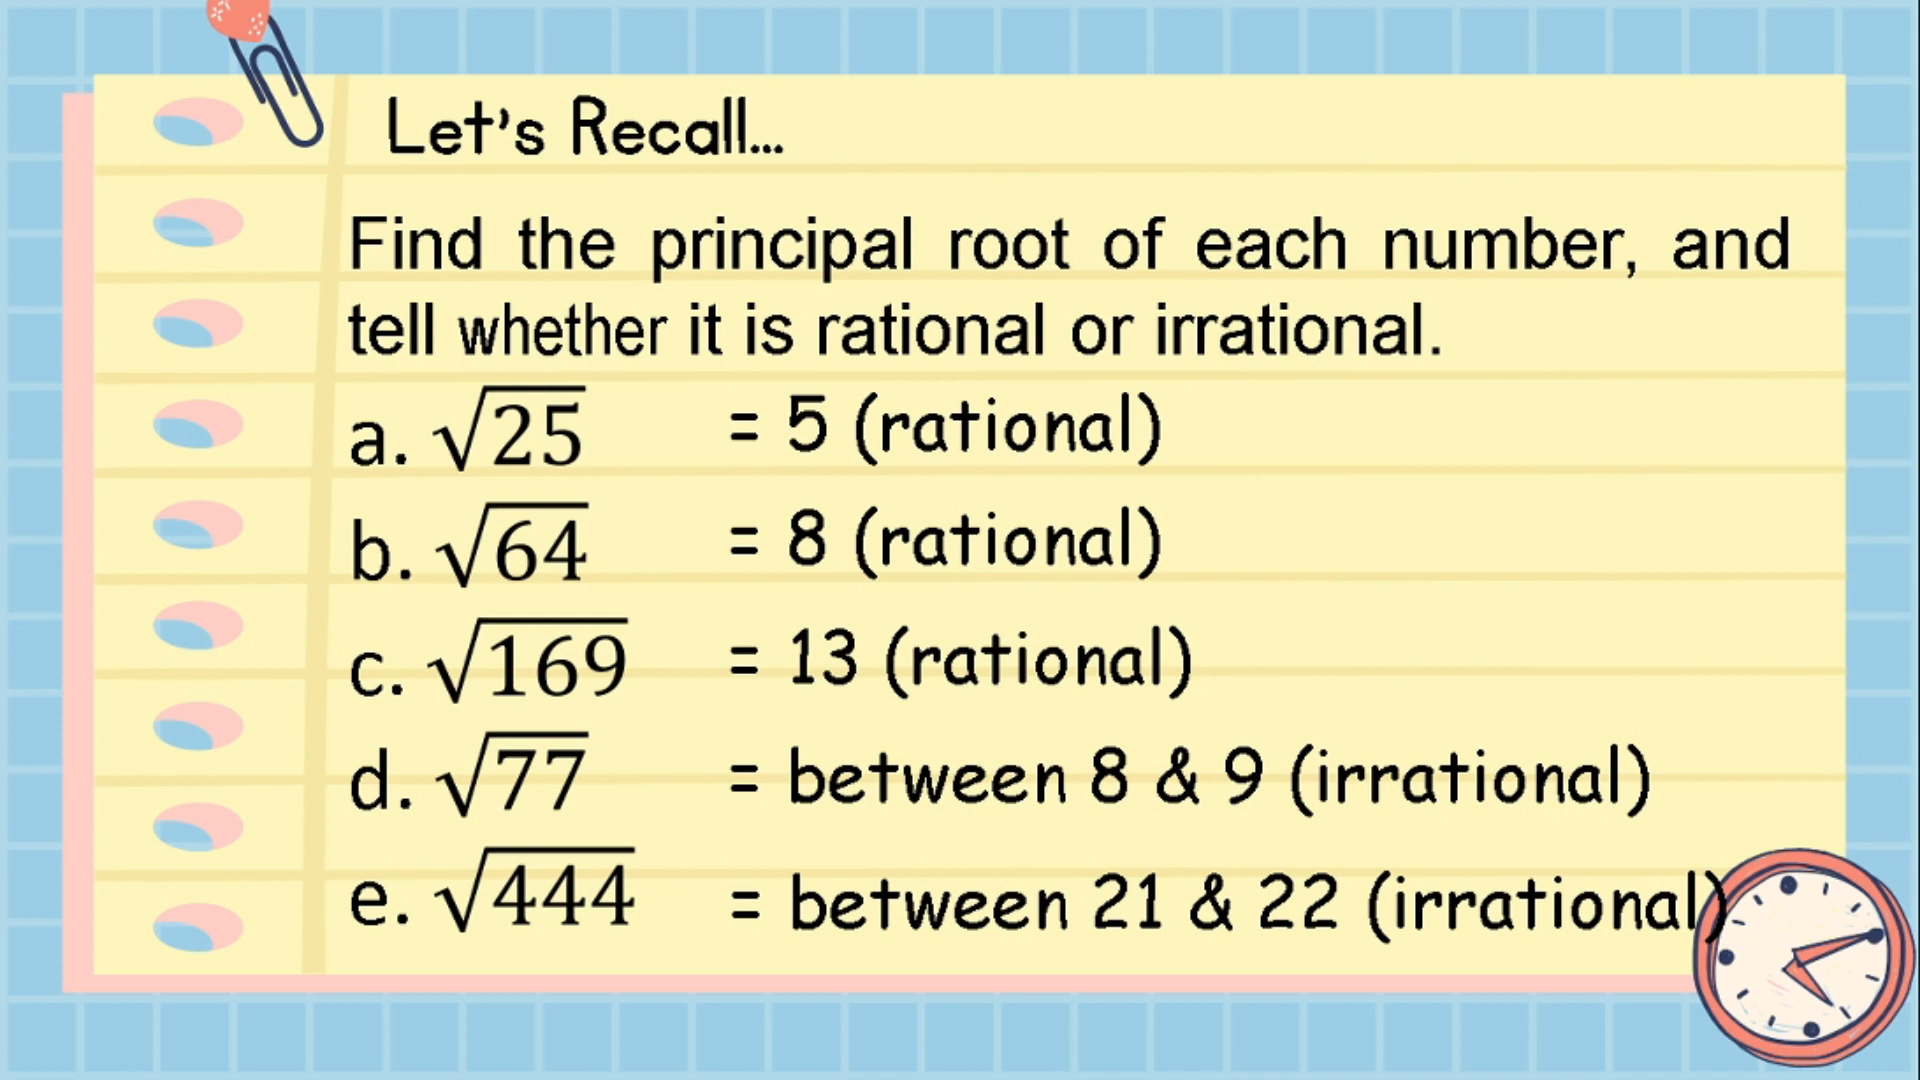 Let's Recall...
Find the principal root of each number, and
tell whether it is rational or irrational.
a. √25 = 5 (rational)
b. √64 = 8 (rational)
c. √169 = 13 (rational)
d. √77 = between 8 & 9 (irrational)
e. √444 = between 21 & 22 (irrational)